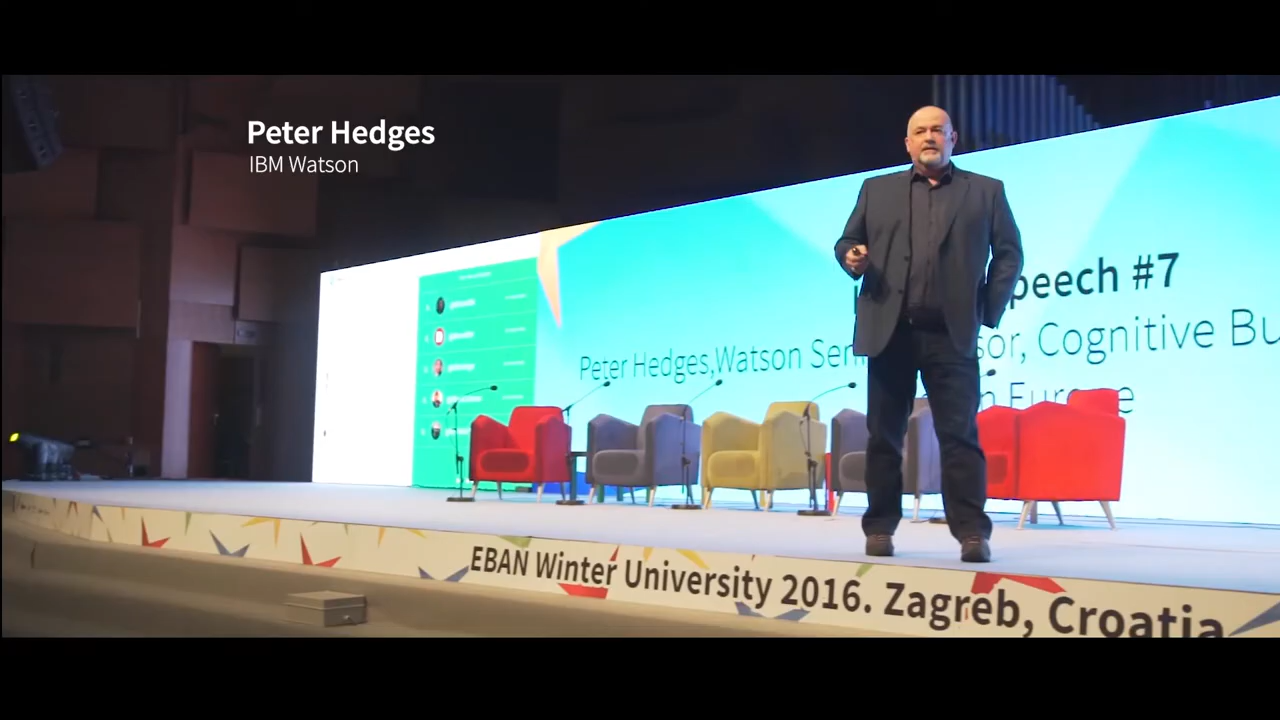 Peter Hedges
IBM Watson
peech #7
Peter Hedges,Watson Sen sor, Cognitive Bu
EBAN Winter University 2016. Zagreb, Croatia